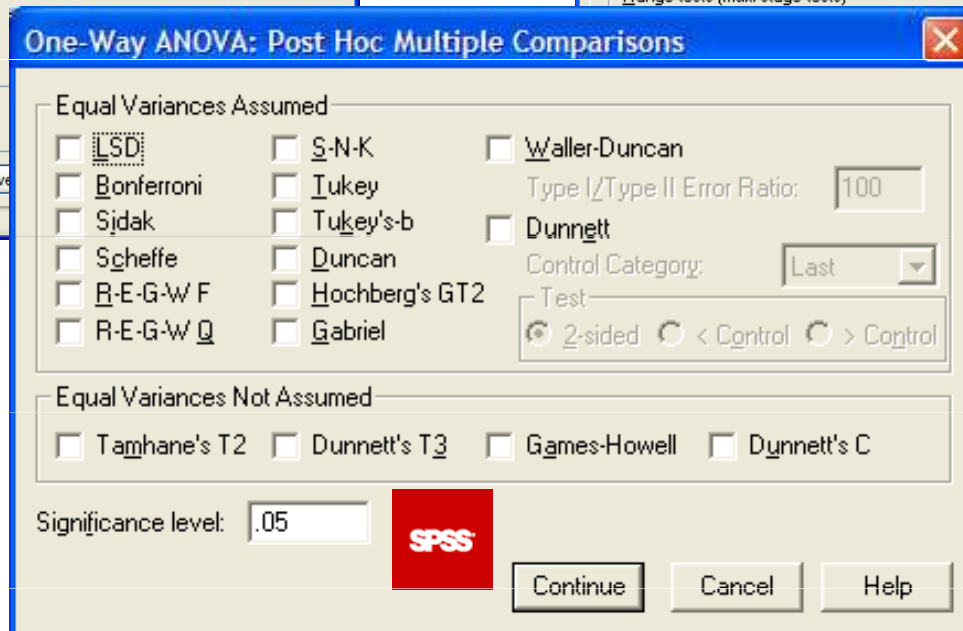 One-Way ANOVA: Post Hoc Multiple Comparisons
Equal Variances Assumed
LSD S-N-K Waller-Duncan
Bonferroni Tukey Type I/Type II Error Ratio: 100
Sidak Tukey's-b Dunnett
Scheffe Duncan Control Category: Last
R-E-G-W F Hochberg's GT2 Test
R-E-G-W Q Gabriel 2-sided < Control > Control
Equal Variances Not Assumed
Tamhane's T2 Dunnett's T3 Games-Howell Dunnett's C
Significance level: .05
SPSS
Continue Cancel Help